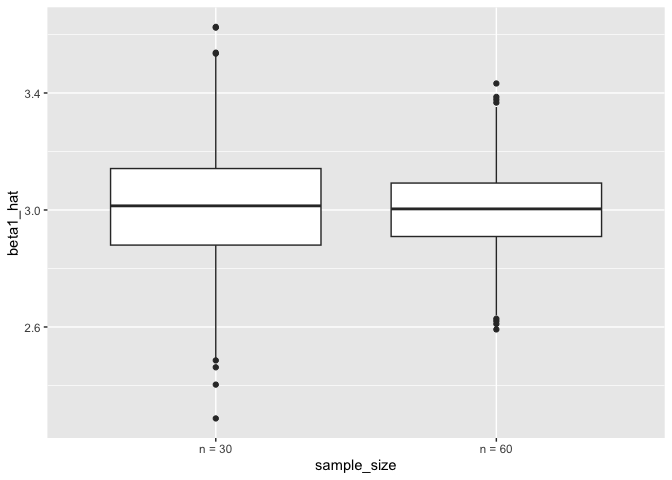 3.4
beta1_hat
3.0
2.6
n = 30
n = 60
sample_size